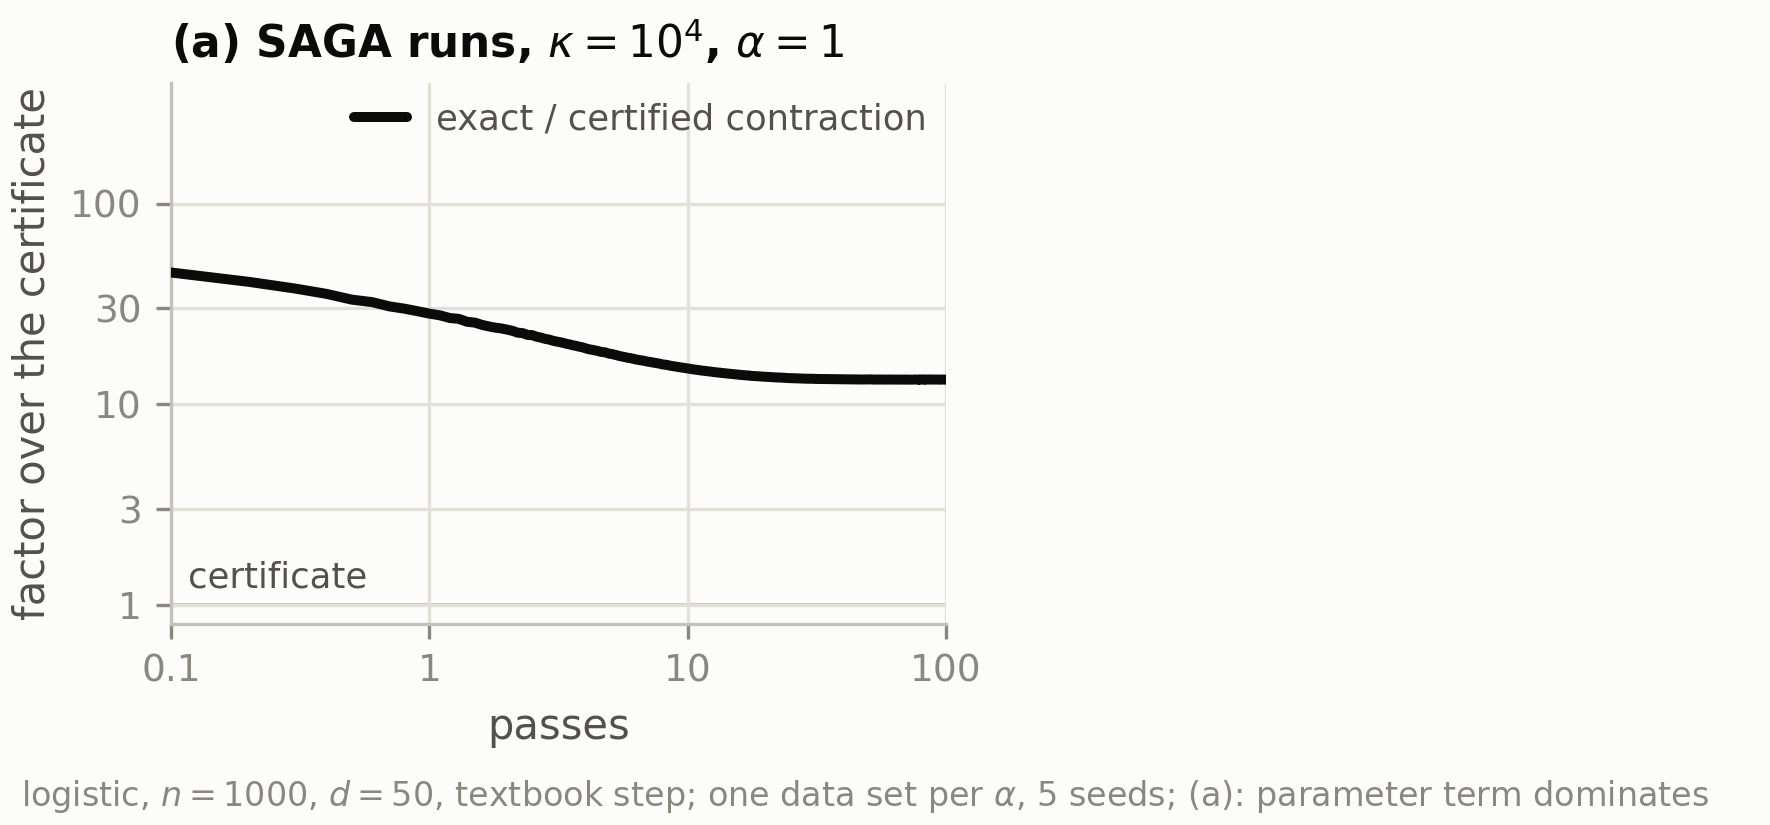 (a) SAGA runs, κ = 10⁴, α = 1
exact / certified contraction
factor over the certificate
100
30
10
3
1
certificate
0.1 1 10 100
passes
logistic, n = 1000, d = 50, textbook step; one data set per α, 5 seeds; (a): parameter term dominates